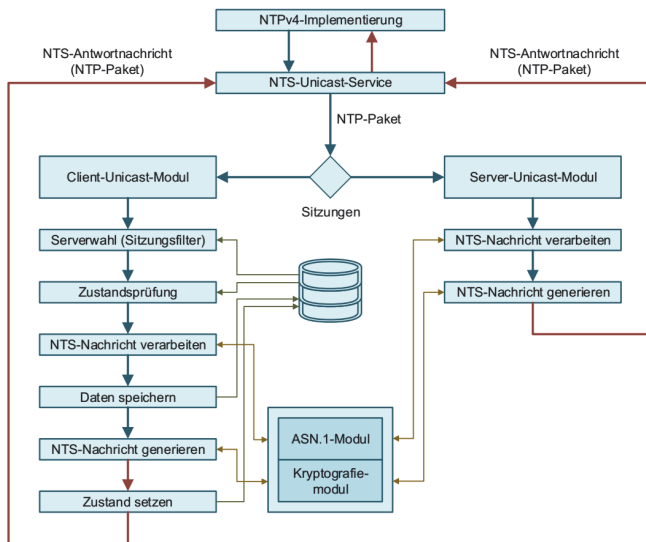 NTPv4-Implementierung
NTS-Antwortnachricht
(NTP-Paket)
NTS-Antwortnachricht
(NTP-Paket)
NTS-Unicast-Service
NTP-Paket
Client-Unicast-Modul
Server-Unicast-Modul
Sitzungen
Serverwahl (Sitzungsfilter)
NTS-Nachricht verarbeiten
Zustandsprüfung
NTS-Nachricht generieren
NTS-Nachricht verarbeiten
Daten speichern
ASN.1-Modul
NTS-Nachricht generieren
Kryptografie-
modul
Zustand setzen